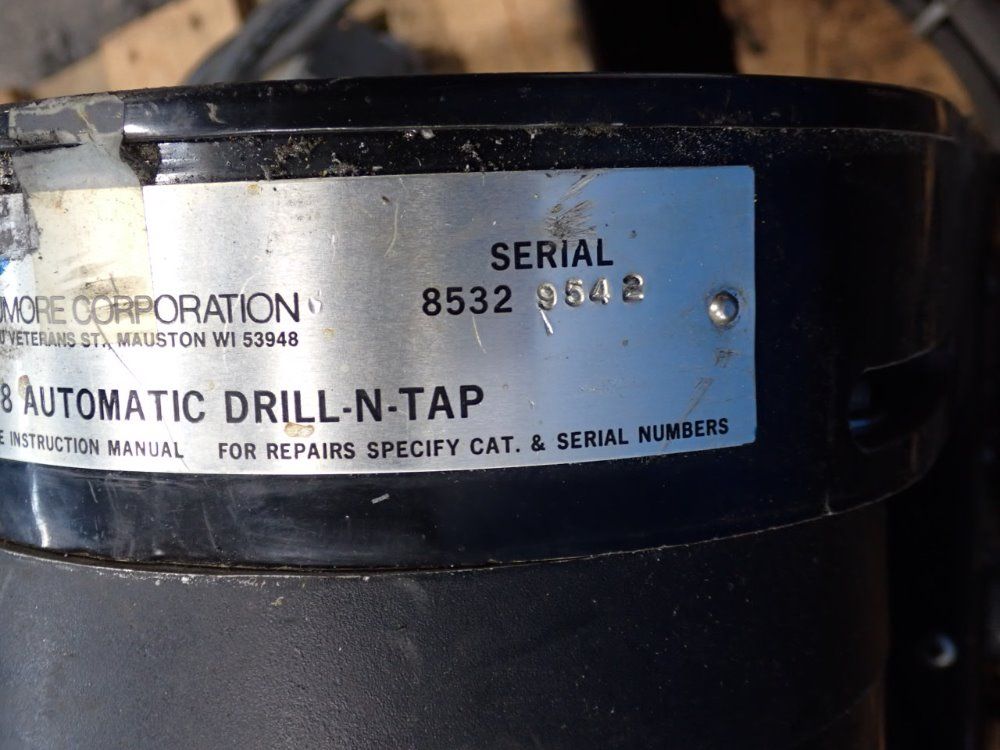 SERIAL
8532 9542
UMORE CORPORATION
VETERANS ST., MAUSTON WI 53948
8 AUTOMATIC DRILL-N-TAP
E INSTRUCTION MANUAL FOR REPAIRS SPECIFY CAT. & SERIAL NUMBERS